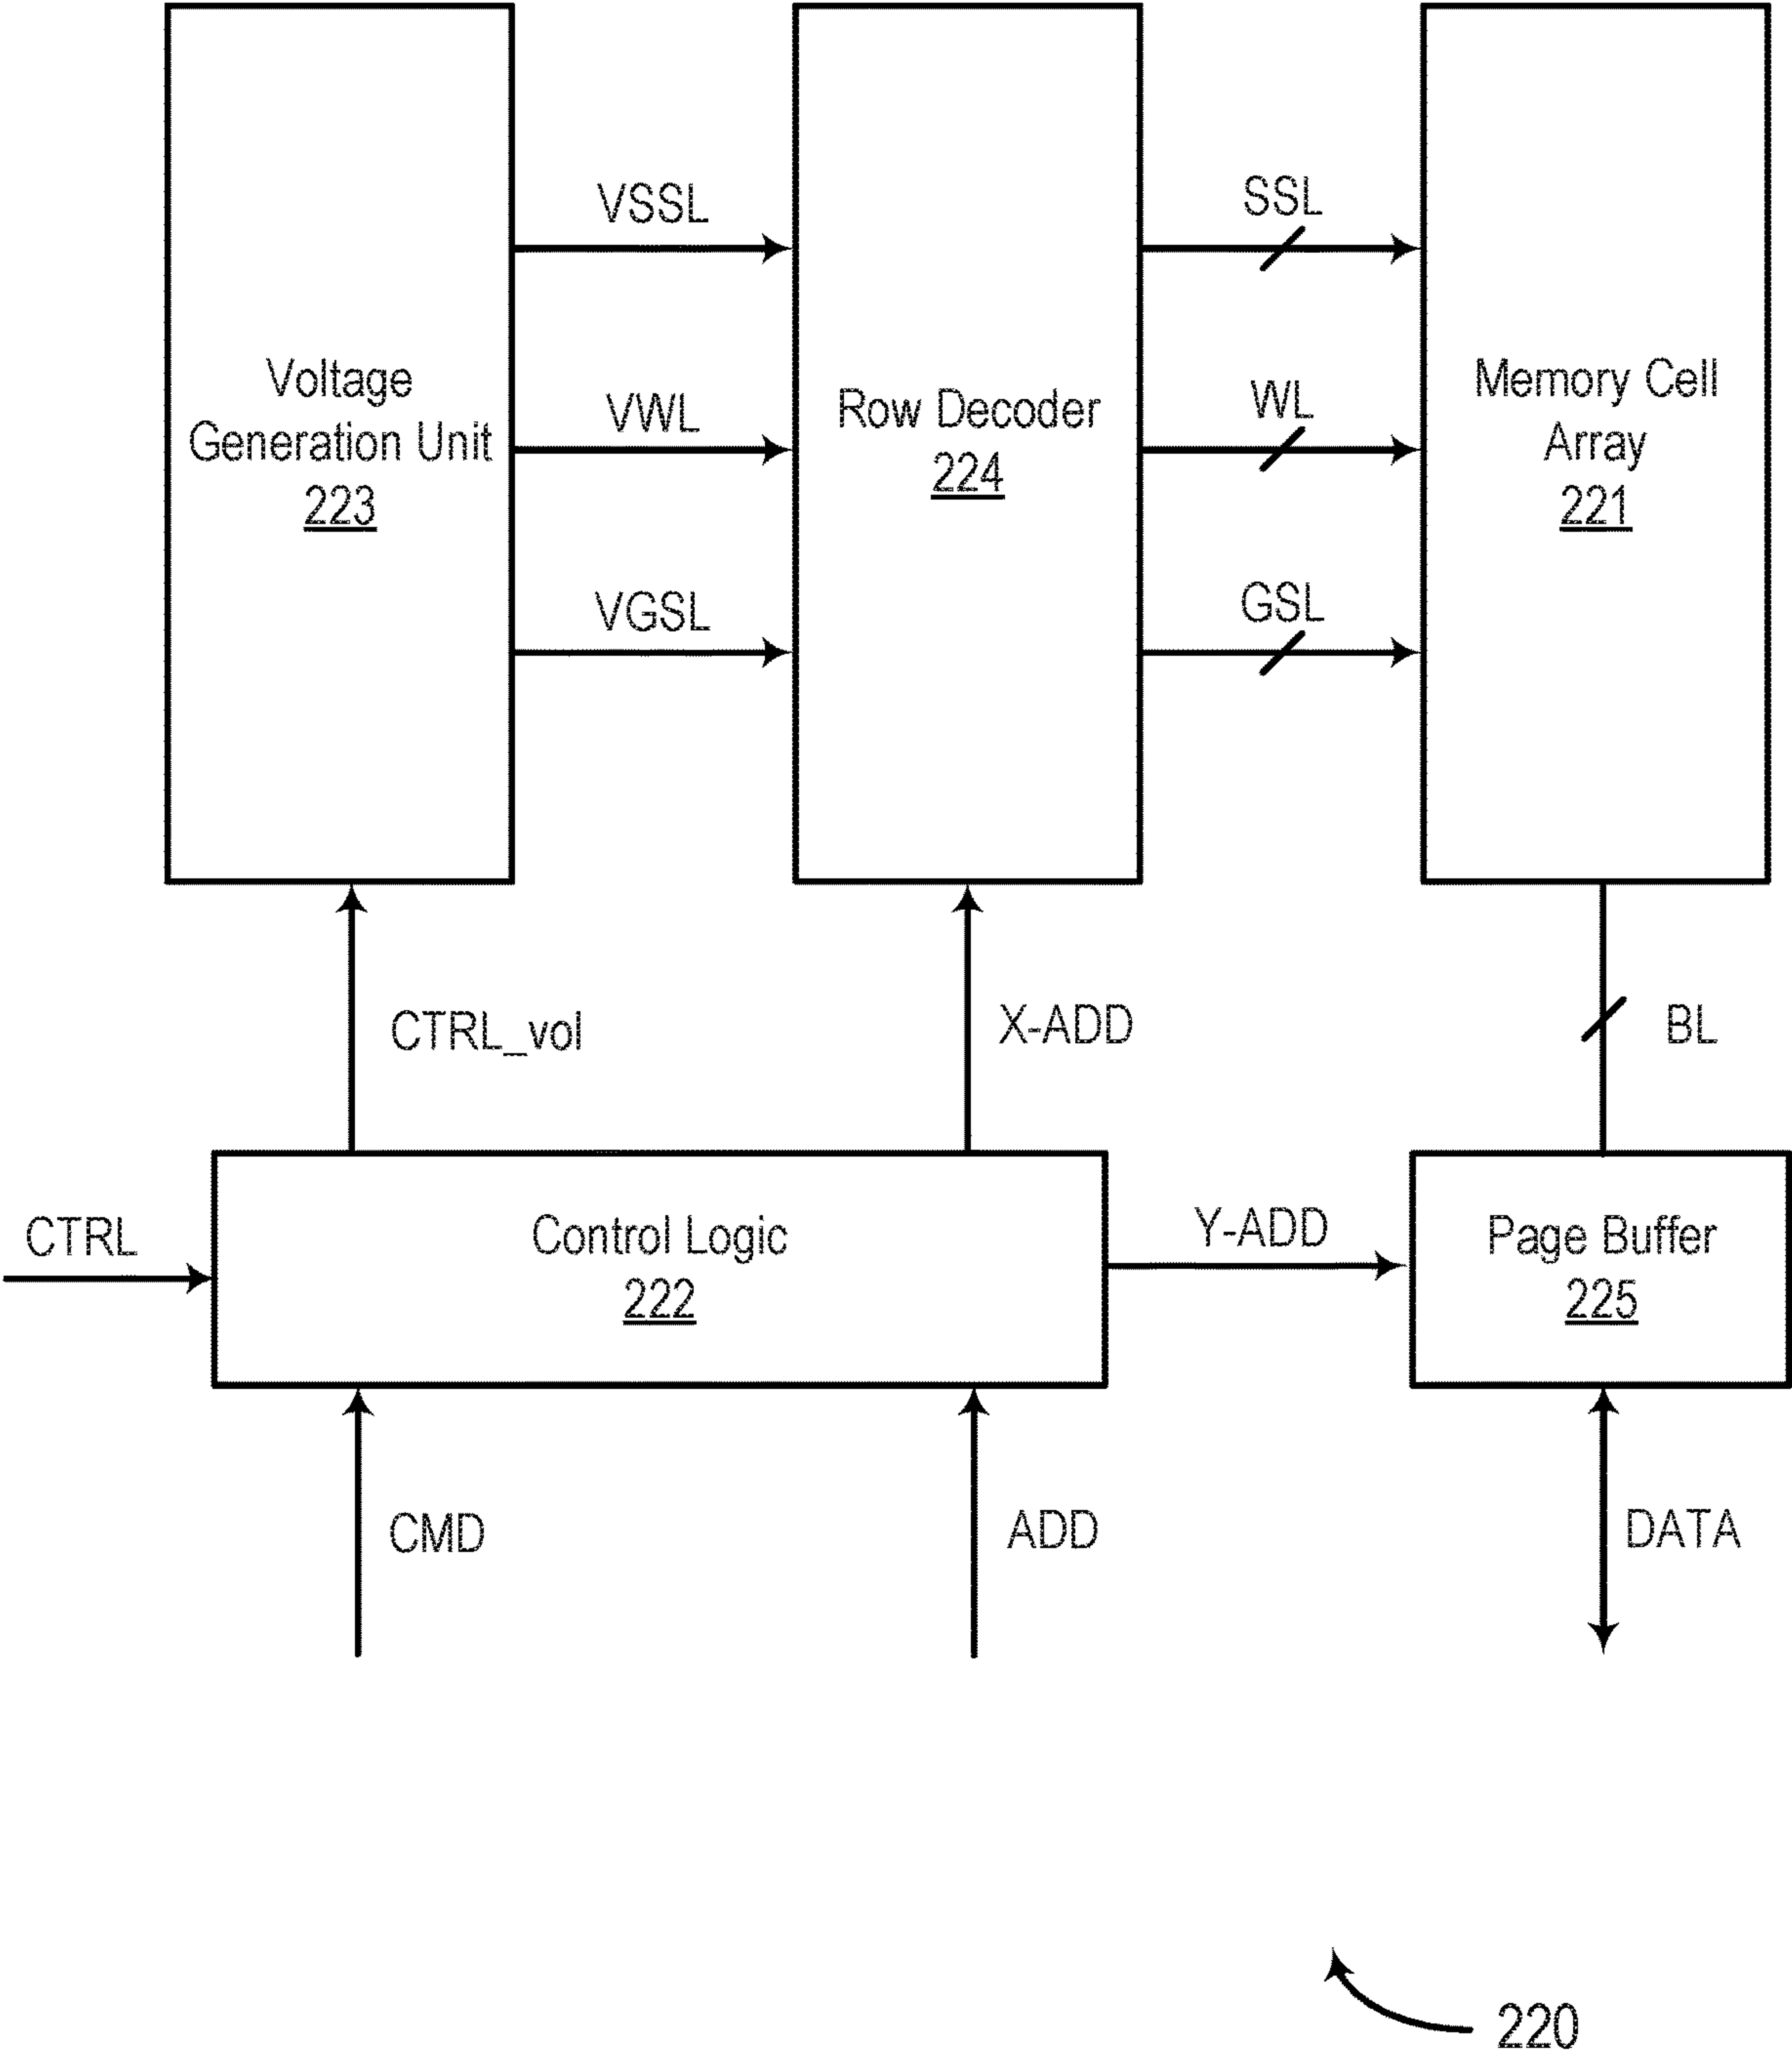 VSSL
SSL
Voltage
Generation Unit
223
VWL
Row Decoder
224
WL
Memory Cell
Array
221
VGSL
GSL
CTRL_vol
X-ADD
BL
CTRL
Control Logic
222
Y-ADD
Page Buffer
225
CMD
ADD
DATA
220